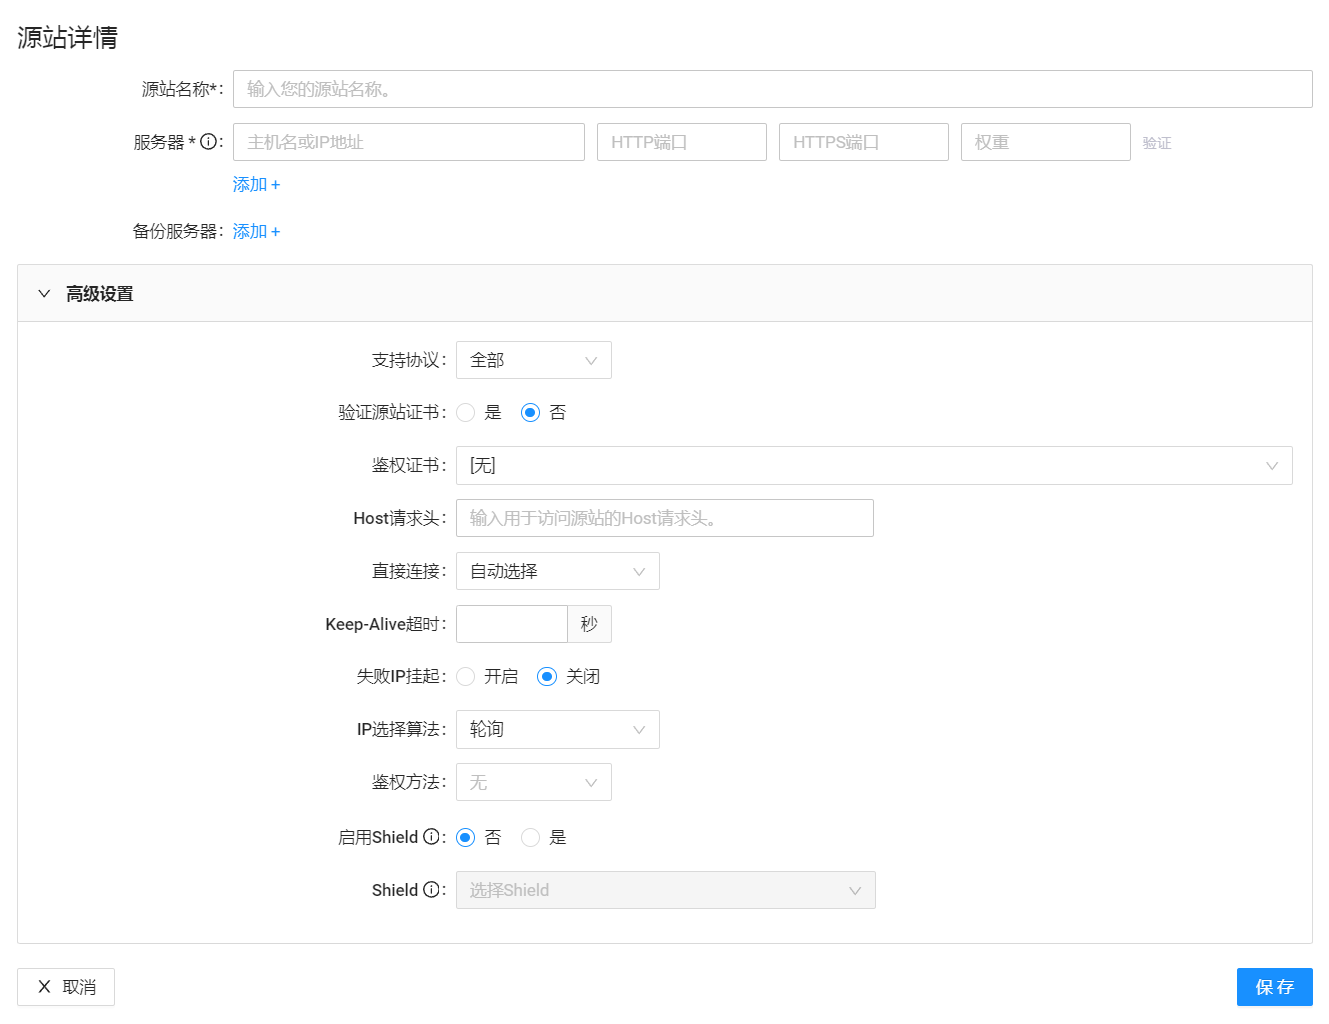 源站详情
源站名称*: 输入您的源站名称。
服务器 * : 主机名或IP地址 HTTP端口 HTTPS端口 权重 验证
添加 +
备份服务器: 添加 +
高级设置
支持协议: 全部
验证源站证书: 是 否
鉴权证书: [无]
Host请求头: 输入用于访问源站的Host请求头。
直接连接: 自动选择
Keep-Alive超时: 秒
失败IP挂起: 开启 关闭
IP选择算法: 轮询
鉴权方法: 无
启用Shield : 否 是
Shield : 选择Shield
取消 保存